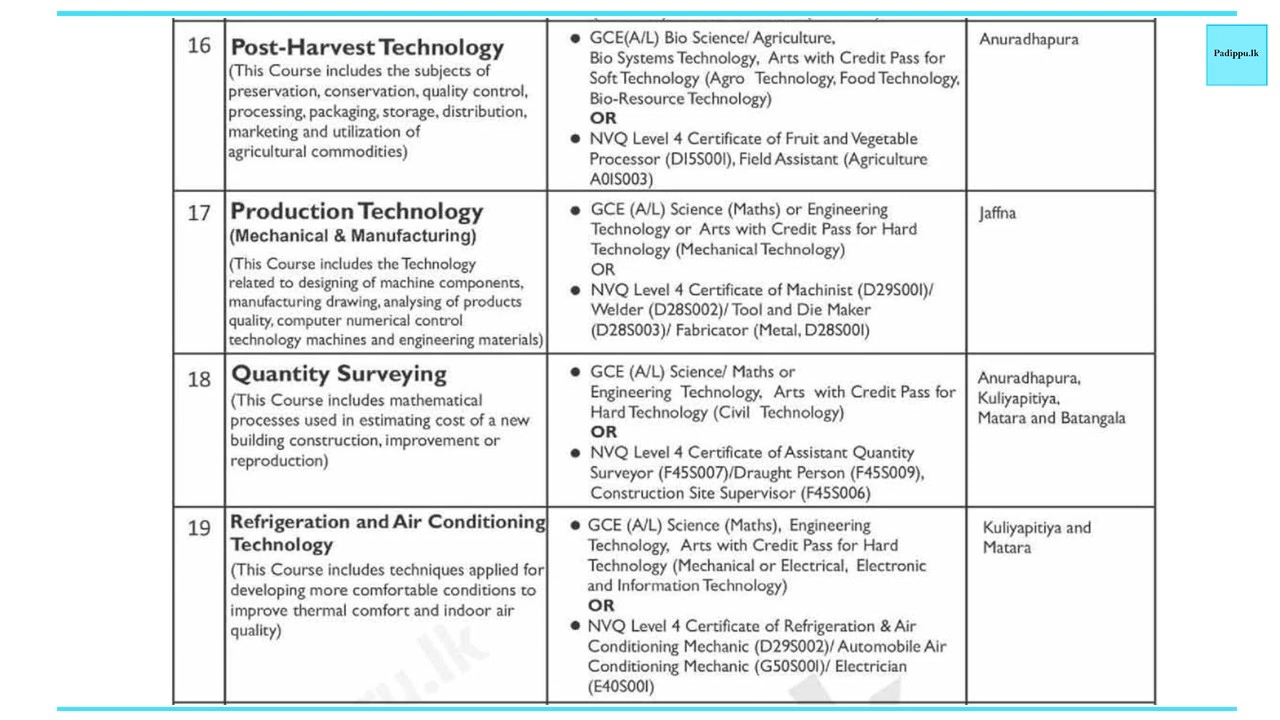 Padippu.lk
16
Post-Harvest Technology
(This Course includes the subjects of
preservation, conservation, quality control,
processing, packaging, storage, distribution,
marketing and utilization of
agricultural commodities)
● GCE(A/L) Bio Science/ Agriculture,
Bio Systems Technology, Arts with Credit Pass for
Soft Technology (Agro Technology, Food Technology,
Bio-Resource Technology)
OR
● NVQ Level 4 Certificate of Fruit and Vegetable
Processor (D15S001), Field Assistant (Agriculture
A01S003)
Anuradhapura
17
Production Technology
(Mechanical & Manufacturing)
(This Course includes the Technology
related to designing of machine components,
manufacturing drawing, analysing of products
quality, computer numerical control
technology machines and engineering materials)
● GCE (A/L) Science (Maths) or Engineering
Technology or Arts with Credit Pass for Hard
Technology (Mechanical Technology)
OR
● NVQ Level 4 Certificate of Machinist (D29S001)/
Welder (D28S002)/ Tool and Die Maker
(D28S003)/ Fabricator (Metal, D28S001)
Jaffna
18
Quantity Surveying
(This Course includes mathematical
processes used in estimating cost of a new
building construction, improvement or
reproduction)
● GCE (A/L) Science/ Maths or
Engineering Technology, Arts with Credit Pass for
Hard Technology (Civil Technology)
OR
● NVQ Level 4 Certificate of Assistant Quantity
Surveyor (F45S007)/Draught Person (F45S009),
Construction Site Supervisor (F45S006)
Anuradhapura,
Kuliyapitiya,
Matara and Batangala
19
Refrigeration and Air Conditioning
Technology
(This Course includes techniques applied for
developing more comfortable conditions to
improve thermal comfort and indoor air
quality)
● GCE (A/L) Science (Maths), Engineering
Technology, Arts with Credit Pass for Hard
Technology (Mechanical or Electrical, Electronic
and Information Technology)
OR
● NVQ Level 4 Certificate of Refrigeration & Air
Conditioning Mechanic (D29S002)/ Automobile Air
Conditioning Mechanic (G50S001)/ Electrician
(E40S001)
Kuliyapitiya and
Matara